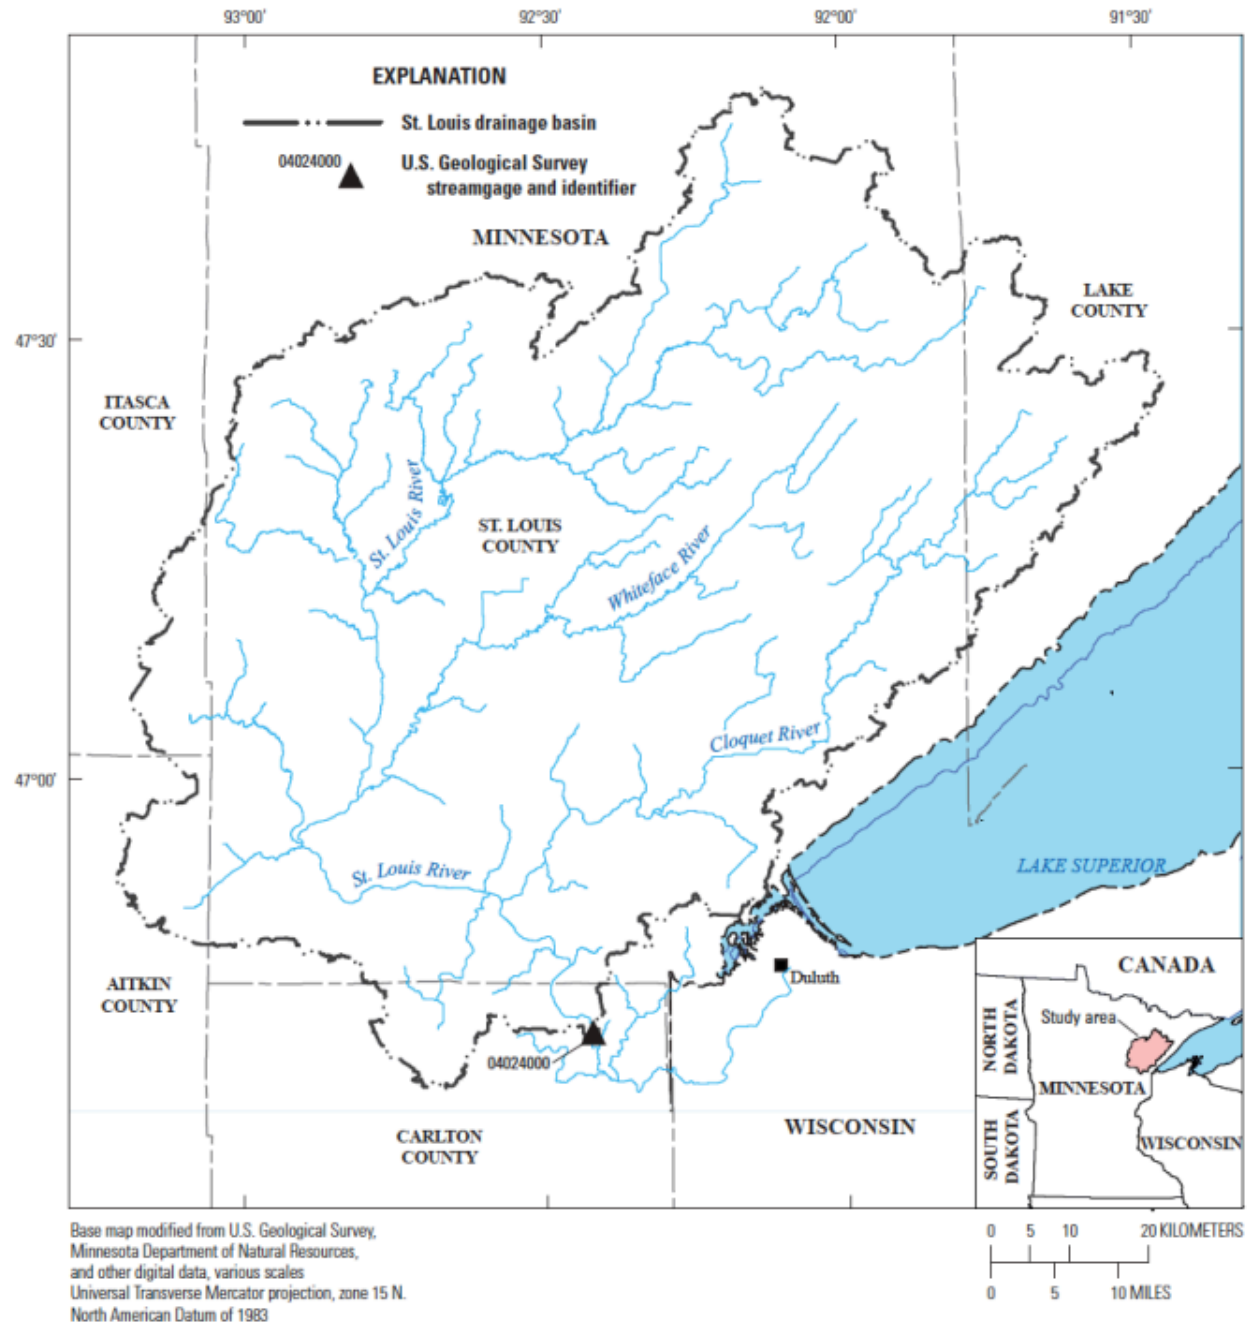 93°00'
92°30'
92°00'
91°30'
EXPLANATION
St. Louis drainage basin
04024000
U.S. Geological Survey
streamgage and identifier
MINNESOTA
LAKE
COUNTY
47°30'
ITASCA
COUNTY
St. Louis River
ST. LOUIS
COUNTY
Whiteface River
Cloquet River
47°00'
St. Louis River
LAKE SUPERIOR
AITKIN
COUNTY
Duluth
04024000
CARLTON
COUNTY
WISCONSIN
CANADA
Study area
NORTH
DAKOTA
MINNESOTA
SOUTH
DAKOTA
WISCONSIN
Base map modified from U.S. Geological Survey,
Minnesota Department of Natural Resources,
and other digital data, various scales
Universal Transverse Mercator projection, zone 15 N.
North American Datum of 1983
0 5 10 20 KILOMETERS
0 5 10 MILES